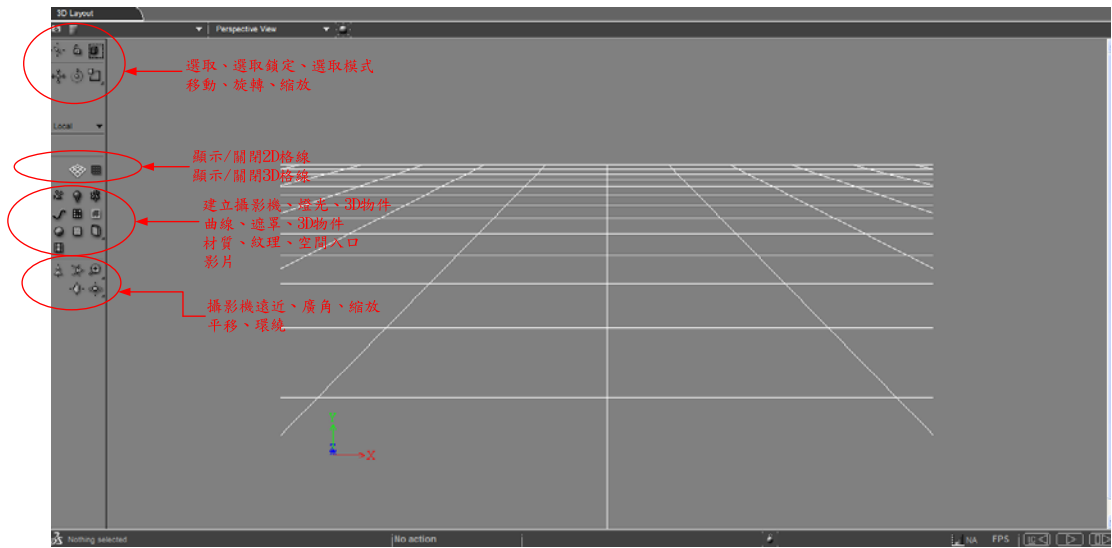 3D Layout
Perspective View
選取、選取鎖定、選取模式
移動、旋轉、縮放
Local
顯示/關閉2D格線
顯示/關閉3D格線
建立攝影機、燈光、3D物件
曲線、遮罩、3D物件
材質、紋理、空間入口
影片
攝影機遠近、廣角、縮放
平移、環繞
Y
X
Nothing selected
No action
NA FPS